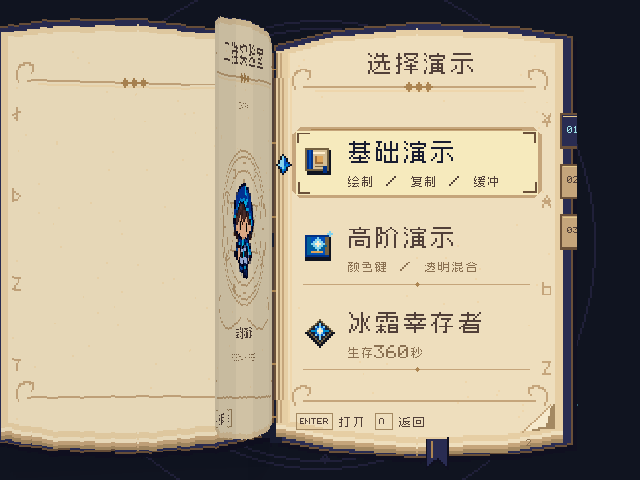 选择演示
基础演示
绘制 / 复制 / 缓冲
高阶演示
颜色键 / 透明混合
冰霜幸存者
生存360秒
ENTER 打开 返回
01
02
03